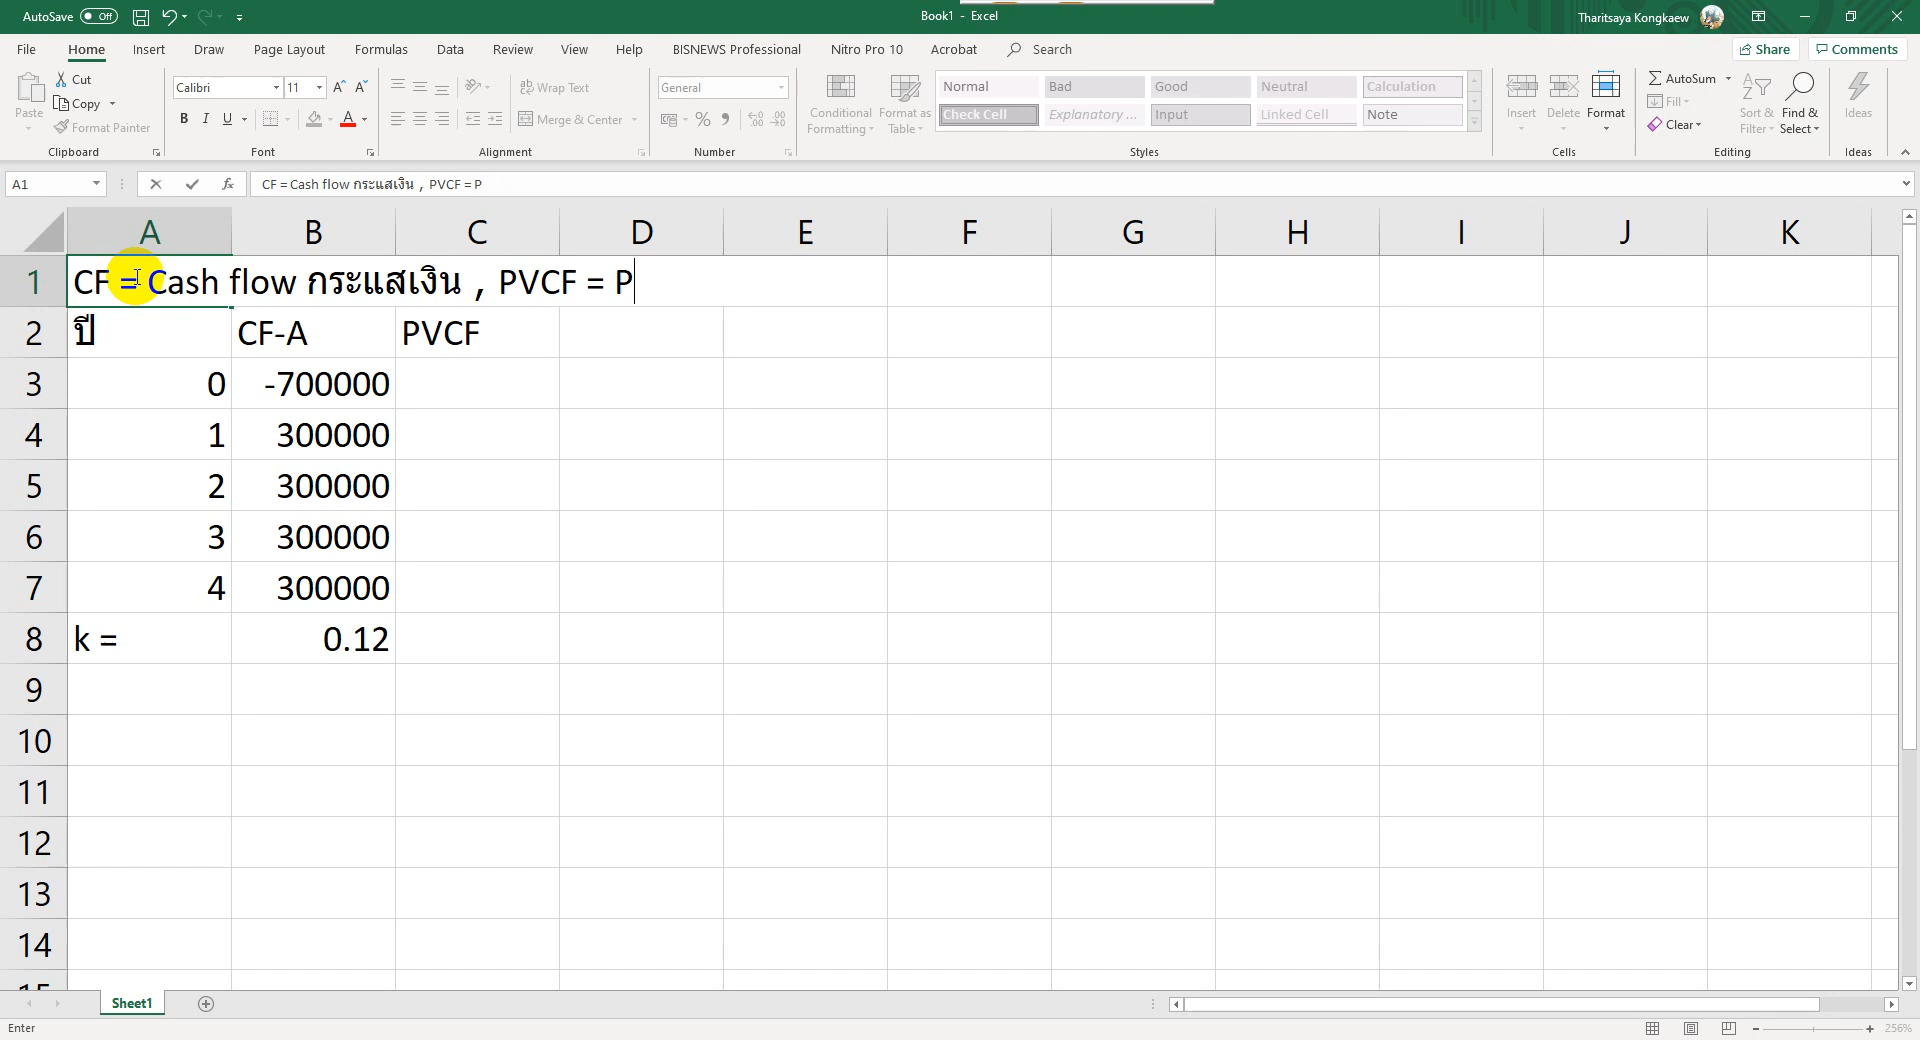 AutoSave Off
Book1 - Excel
Tharitsaya Kongkaew
File Home Insert Draw Page Layout Formulas Data Review View Help BISNEWS Professional Nitro Pro 10 Acrobat Search
Share Comments
Paste
Cut
Copy
Format Painter
Clipboard
Calibri 11
B I U
Font
Wrap Text
Merge & Center
Alignment
General
Number
Conditional Formatting
Format as Table
Normal Bad Good Neutral Calculation
Check Cell Explanatory ... Input Linked Cell Note
Styles
Insert Delete Format
Cells
AutoSum
Fill
Clear
Sort & Filter
Find & Select
Editing
Ideas
Ideas
A1
fx
CF = Cash flow กระแสเงิน , PVCF = P
A B C D E F G H I J K
1 CF = Cash flow กระแสเงิน , PVCF = P
2 ปี CF-A PVCF
3 0 -700000
4 1 300000
5 2 300000
6 3 300000
7 4 300000
8 k = 0.12
9
10
11
12
13
14
15
Sheet1
Enter
256%